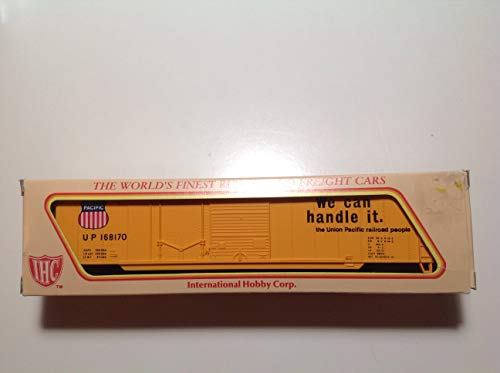 THE WORLD'S FINEST FREIGHT CARS
PACIFIC
UP 168170
We can
handle it.
the Union Pacific railroad people
IHC
TM
International Hobby Corp.